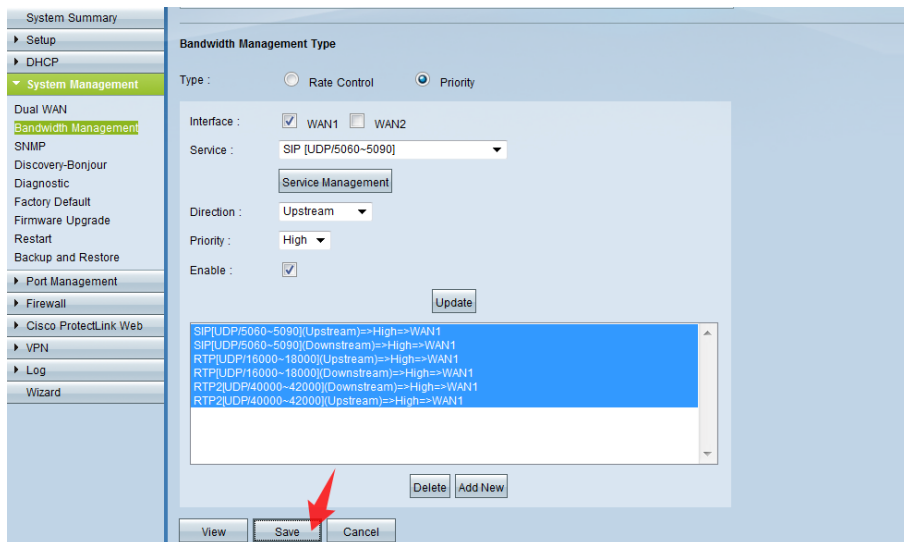 System Summary
Setup
DHCP
System Management
Dual WAN
Bandwidth Management
SNMP
Discovery-Bonjour
Diagnostic
Factory Default
Firmware Upgrade
Restart
Backup and Restore
Port Management
Firewall
Cisco ProtectLink Web
VPN
Log
Wizard
Bandwidth Management Type
Type : Rate Control Priority
Interface : WAN1 WAN2
Service : SIP [UDP/5060~5090]
Service Management
Direction : Upstream
Priority : High
Enable :
Update
SIP[UDP/5060~5090](Upstream)=>High=>WAN1
SIP[UDP/5060~5090](Downstream)=>High=>WAN1
RTP[UDP/16000~18000](Upstream)=>High=>WAN1
RTP[UDP/16000~18000](Downstream)=>High=>WAN1
RTP2[UDP/40000~42000](Downstream)=>High=>WAN1
RTP2[UDP/40000~42000](Upstream)=>High=>WAN1
Delete Add New
View Save Cancel